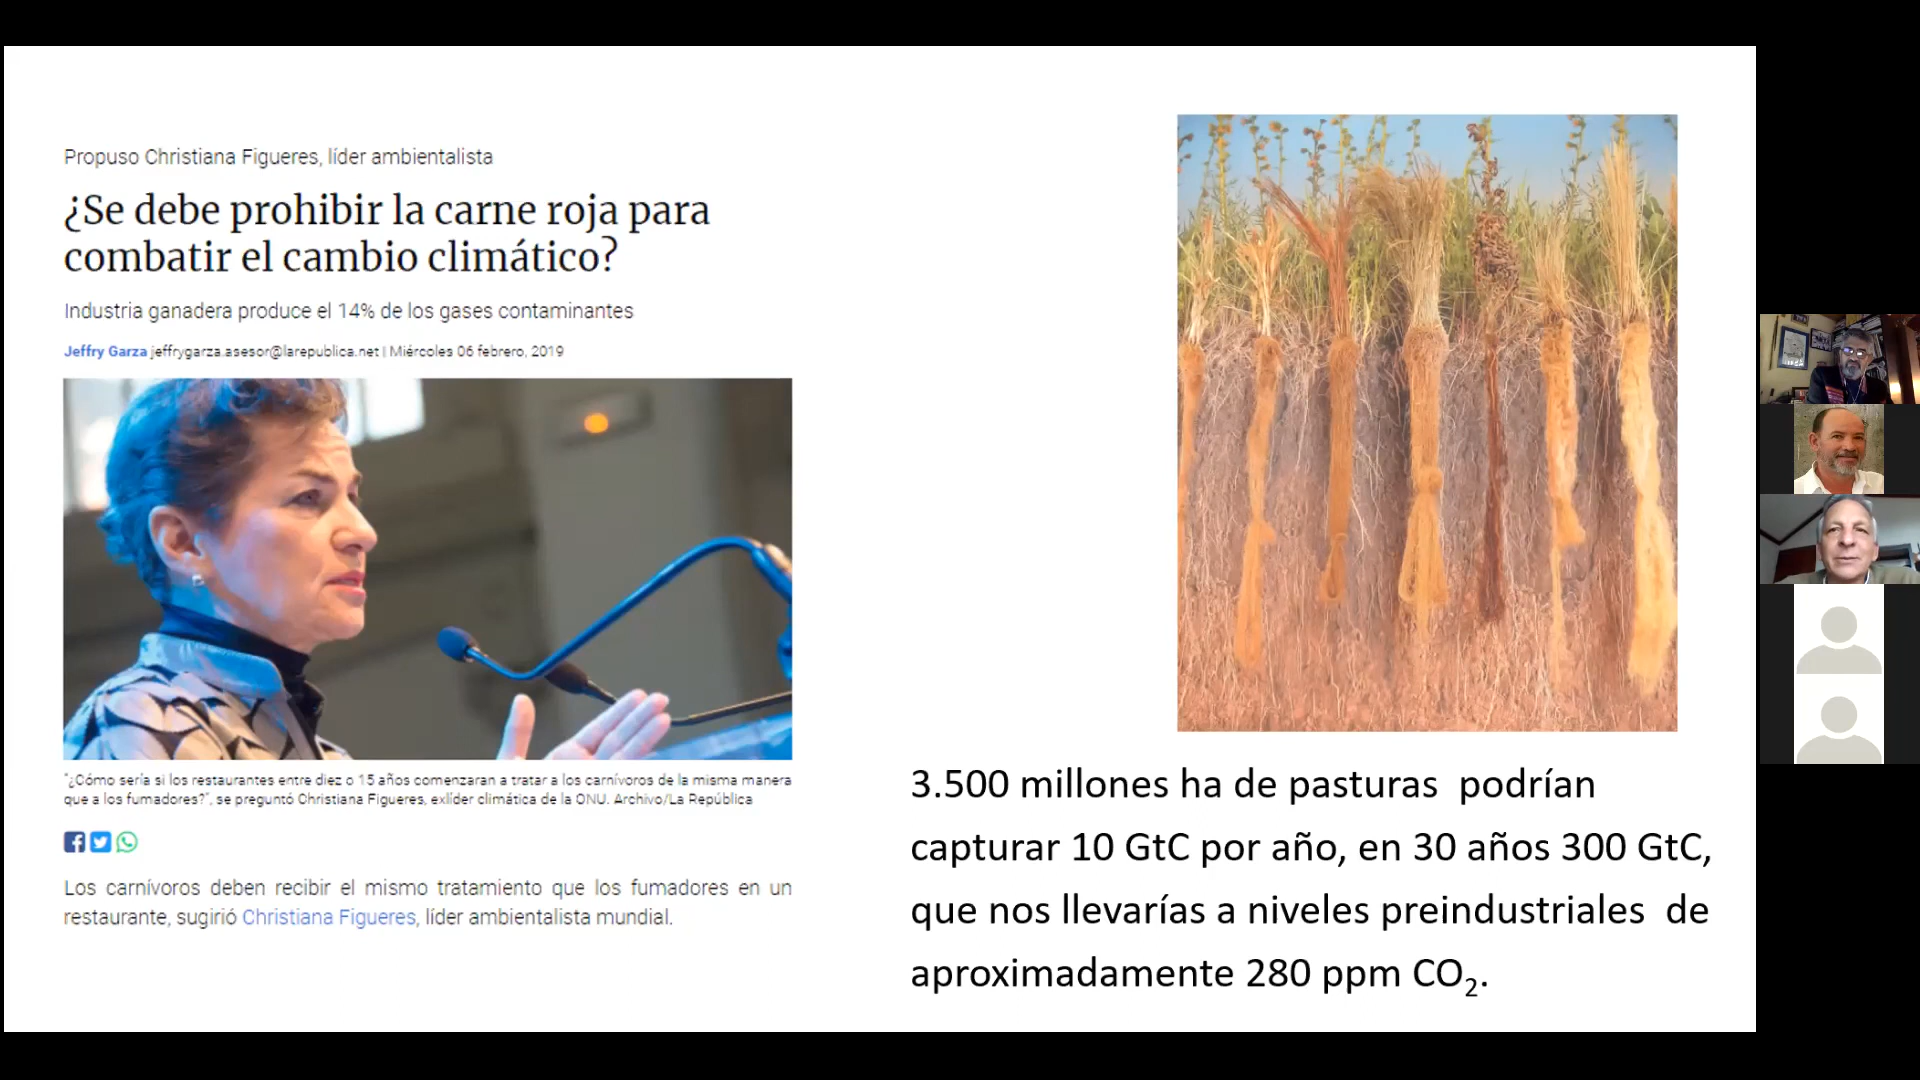 Propuso Christiana Figueres, líder ambientalista
¿Se debe prohibir la carne roja para
combatir el cambio climático?
Industria ganadera produce el 14% de los gases contaminantes
Jeffry Garza jeffrygarza.asesor@larepublica.net | Miércoles 06 febrero, 2019
"¿Cómo sería si los restaurantes entre diez o 15 años comenzaran a tratar a los carnívoros de la misma manera
que a los fumadores?", se preguntó Christiana Figueres, exlíder climática de la ONU. Archivo/La República
Los carnívoros deben recibir el mismo tratamiento que los fumadores en un
restaurante, sugirió Christiana Figueres, líder ambientalista mundial.
3.500 millones ha de pasturas podrían
capturar 10 GtC por año, en 30 años 300 GtC,
que nos llevarías a niveles preindustriales de
aproximadamente 280 ppm CO₂.